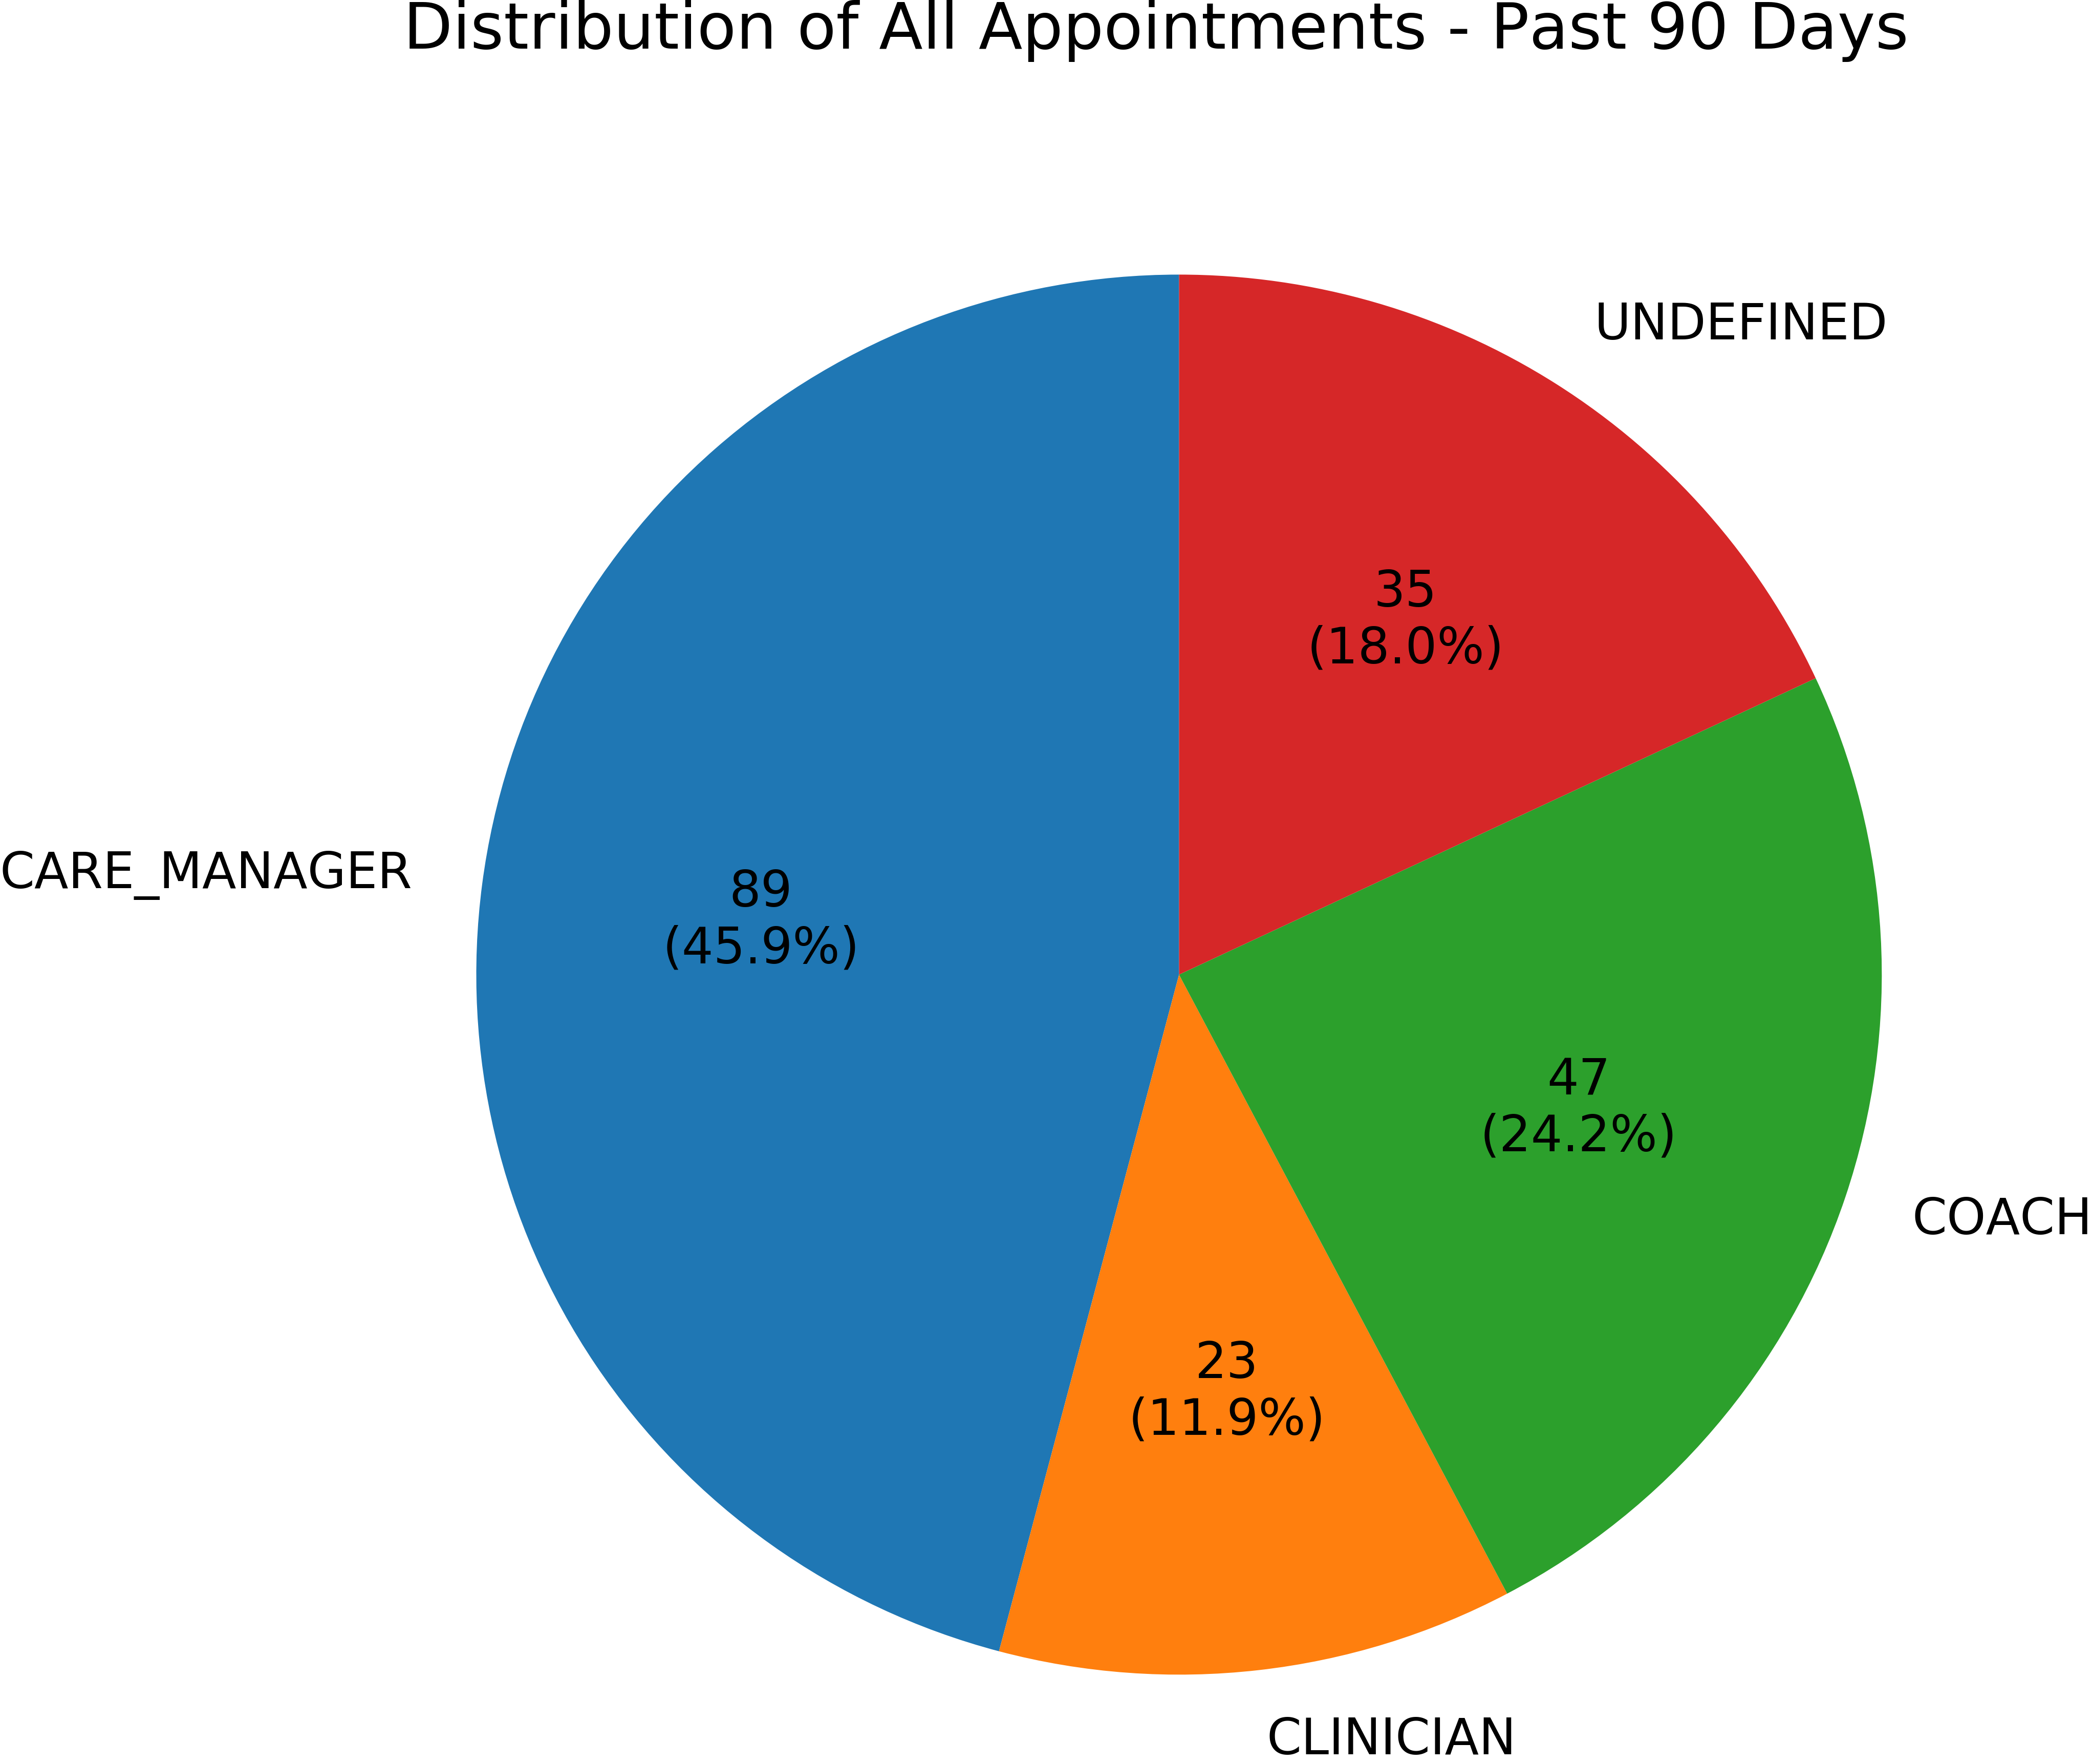 Distribution of All Appointments - Past 90 Days
UNDEFINED
35
(18.0%)
CARE_MANAGER
89
(45.9%)
47
(24.2%)
COACH
23
(11.9%)
CLINICIAN